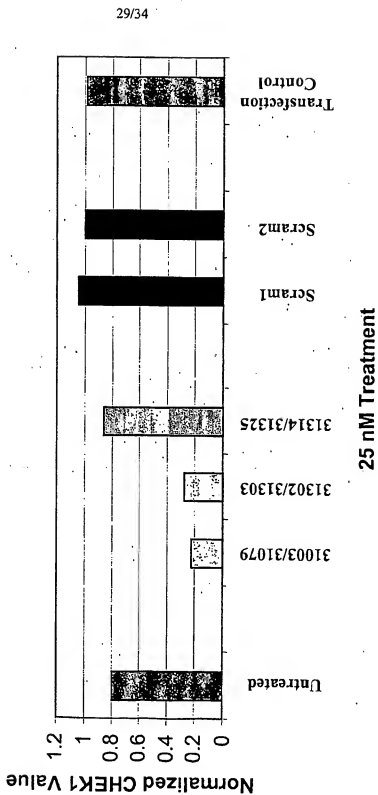 29/34
Normalized CHEK1 Value
1.2
1
0.8
0.6
0.4
0.2
0
Untreated
31003/31079
31302/31303
31314/31325
Scram1
Scram2
Transfection
Control
25 nM Treatment